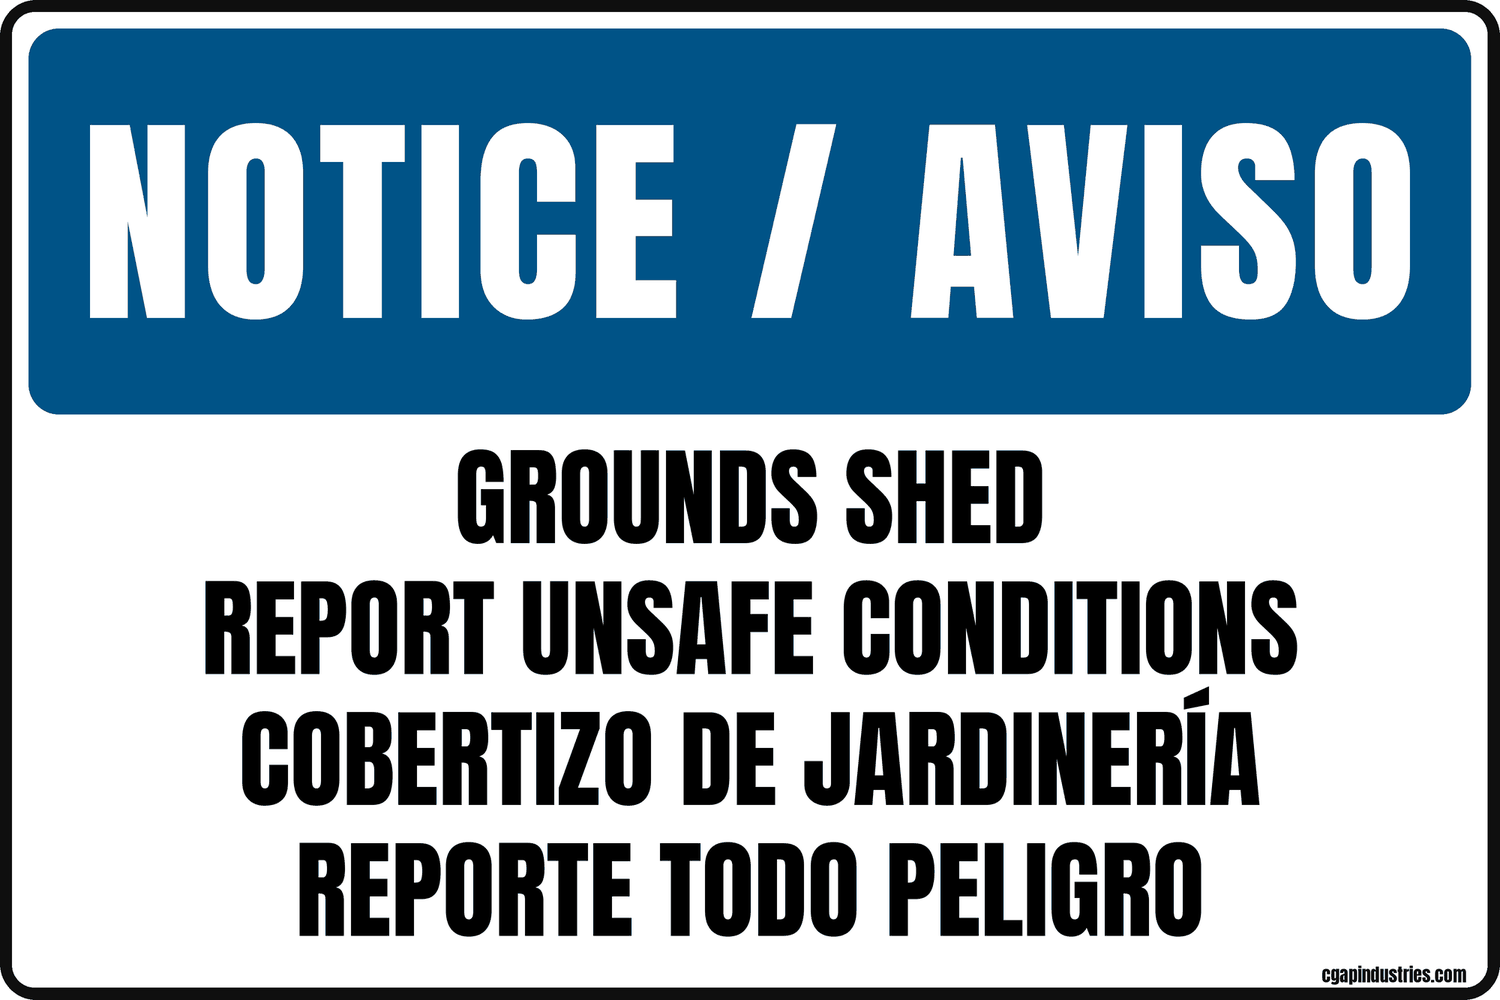 NOTICE / AVISO
GROUNDS SHED
REPORT UNSAFE CONDITIONS
COBERTIZO DE JARDINERÍA
REPORTE TODO PELIGRO
cgapindustries.com